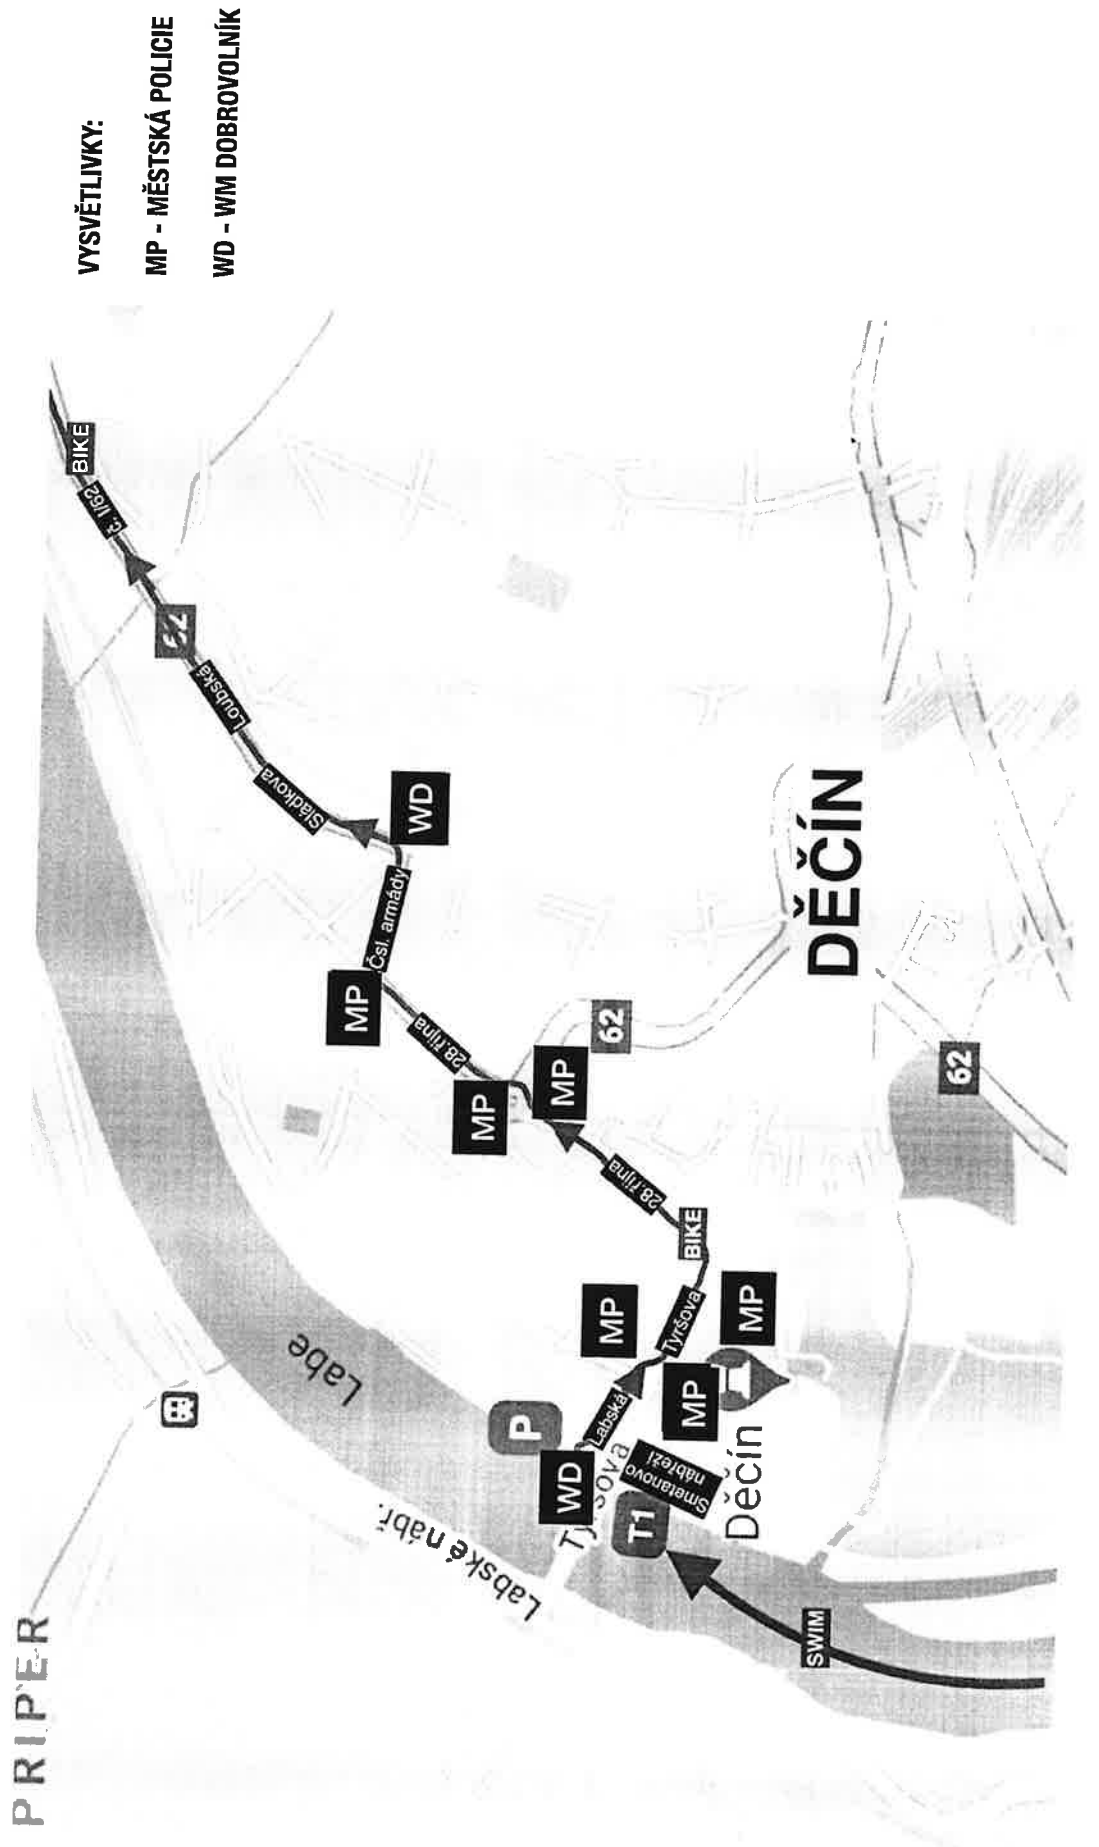 VYSVĚTLIVKY:
MP - MĚSTSKÁ POLICIE
WD - WM DOBROVOLNÍK
PRIPER
BIKE
č. I/62
62
Loubská
Sládkova
WD
Čsl. armády
MP
28.října
MP
MP
62
DĚČÍN
62
28.října
BIKE
MP
Tyršova
MP
MP
Labe
P
Labská
WD
Tyršova
Smetanovo
nábřeží
T1
Děčín
Labské nábř.
SWIM